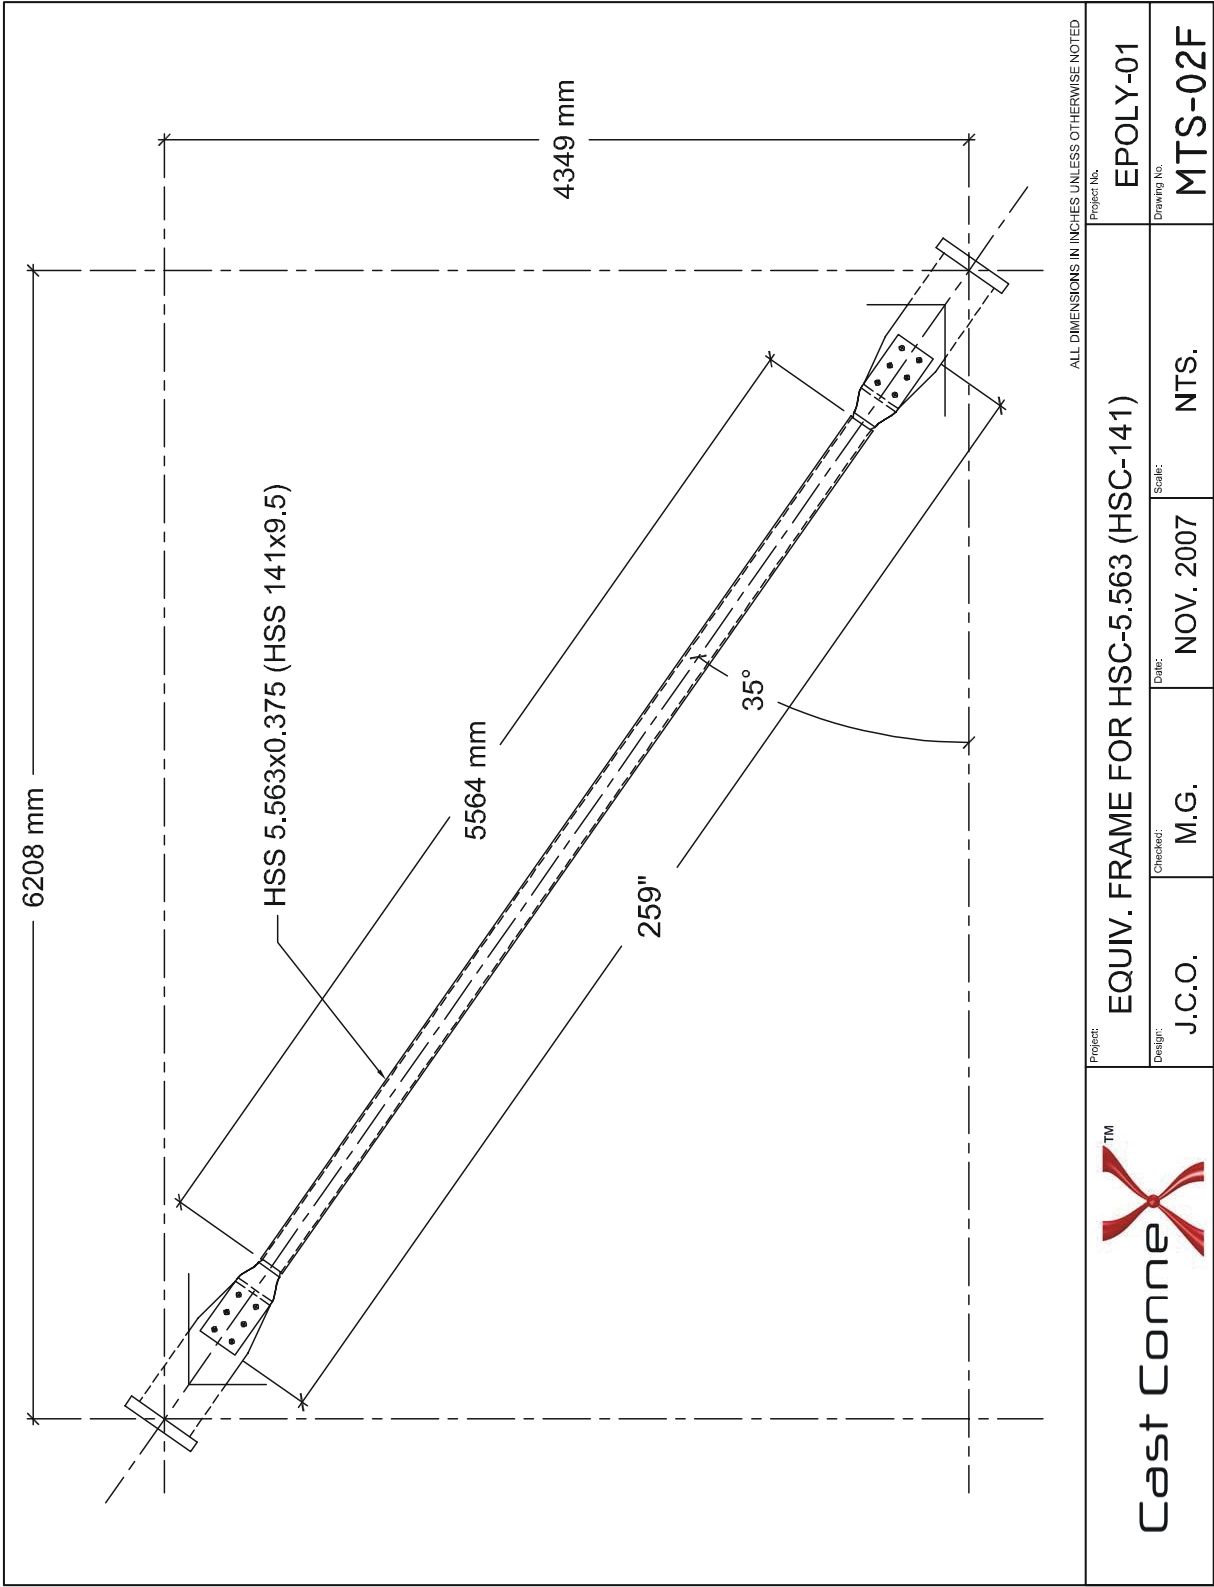 6208 mm
4349 mm
HSS 5.563x0.375 (HSS 141x9.5)
5564 mm
259"
35°
ALL DIMENSIONS IN INCHES UNLESS OTHERWISE NOTED
Cast Conne
TM
Project:
EQUIV. FRAME FOR HSC-5.563 (HSC-141)
Project No.
EPOLY-01
Design:
J.C.O.
Checked:
M.G.
Date:
NOV. 2007
Scale:
NTS.
Drawing No.
MTS-02F